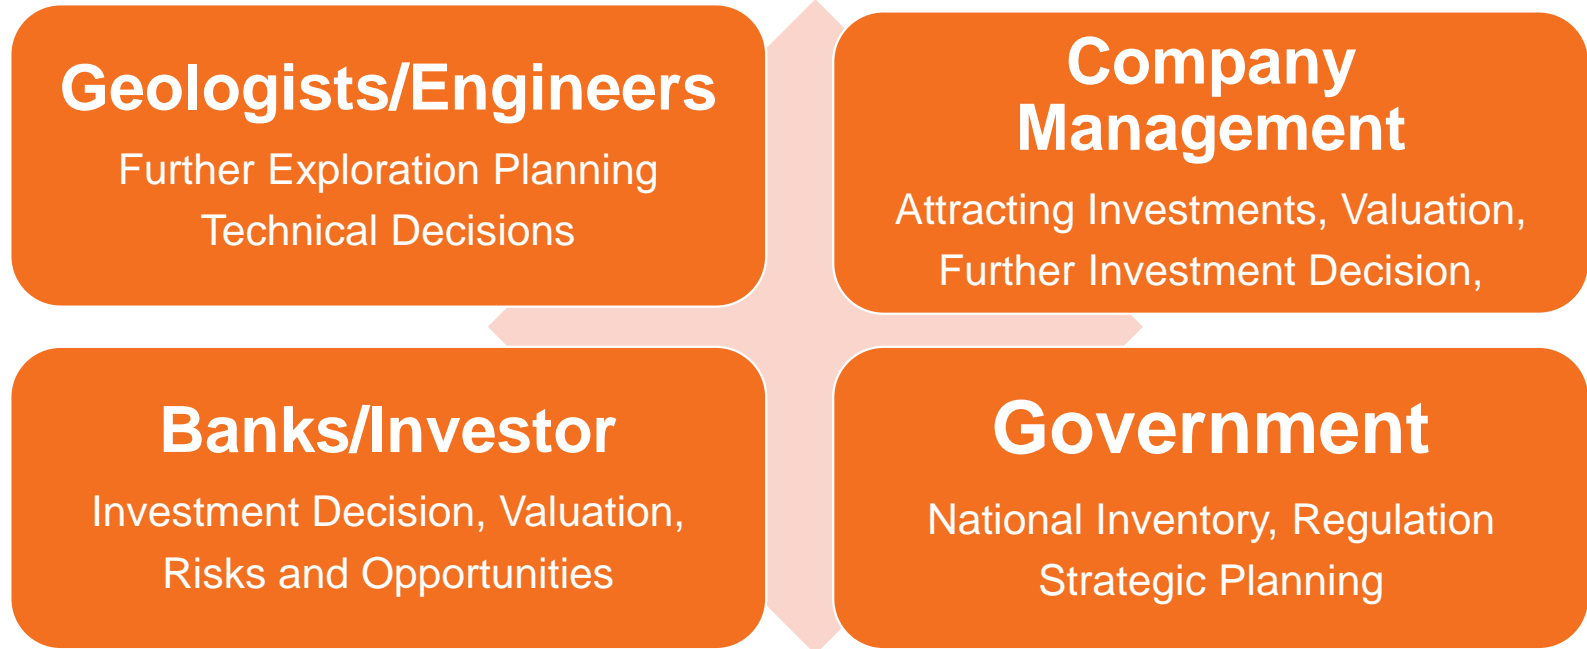 Geologists/Engineers
Further Exploration Planning
Technical Decisions
Company
Management
Attracting Investments, Valuation,
Further Investment Decision,
Banks/Investor
Investment Decision, Valuation,
Risks and Opportunities
Government
National Inventory, Regulation
Strategic Planning